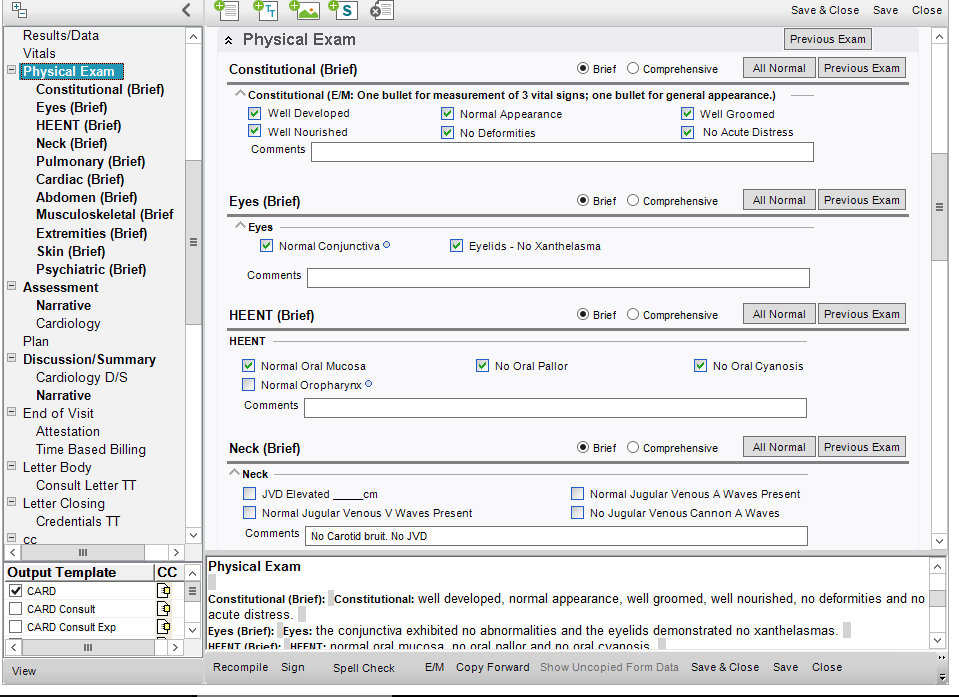 Save & Close Save Close
Results/Data
Vitals
Physical Exam
Constitutional (Brief)
Eyes (Brief)
HEENT (Brief)
Neck (Brief)
Pulmonary (Brief)
Cardiac (Brief)
Abdomen (Brief)
Musculoskeletal (Brief
Extremities (Brief)
Skin (Brief)
Psychiatric (Brief)
Assessment
Narrative
Cardiology
Plan
Discussion/Summary
Cardiology D/S
Narrative
End of Visit
Attestation
Time Based Billing
Letter Body
Consult Letter TT
Letter Closing
Credentials TT
cc
Output Template CC
CARD
CARD Consult
CARD Consult Exp
View
Physical Exam Previous Exam
Constitutional (Brief) Brief Comprehensive All Normal Previous Exam
Constitutional (E/M: One bullet for measurement of 3 vital signs; one bullet for general appearance.)
Well Developed Normal Appearance Well Groomed
Well Nourished No Deformities No Acute Distress
Comments
Eyes (Brief) Brief Comprehensive All Normal Previous Exam
Eyes
Normal Conjunctiva Eyelids - No Xanthelasma
Comments
HEENT (Brief) Brief Comprehensive All Normal Previous Exam
HEENT
Normal Oral Mucosa No Oral Pallor No Oral Cyanosis
Normal Oropharynx
Comments
Neck (Brief) Brief Comprehensive All Normal Previous Exam
Neck
JVD Elevated _____cm Normal Jugular Venous A Waves Present
Normal Jugular Venous V Waves Present No Jugular Venous Cannon A Waves
Comments No Carotid bruit. No JVD
Physical Exam
Constitutional (Brief): Constitutional: well developed, normal appearance, well groomed, well nourished, no deformities and no
acute distress.
Eyes (Brief): Eyes: the conjunctiva exhibited no abnormalities and the eyelids demonstrated no xanthelasmas.
HEENT (Brief): HEENT: normal oral mucosa, no oral pallor and no oral cyanosis.
Recompile Sign Spell Check E/M Copy Forward Show Uncopied Form Data Save & Close Save Close